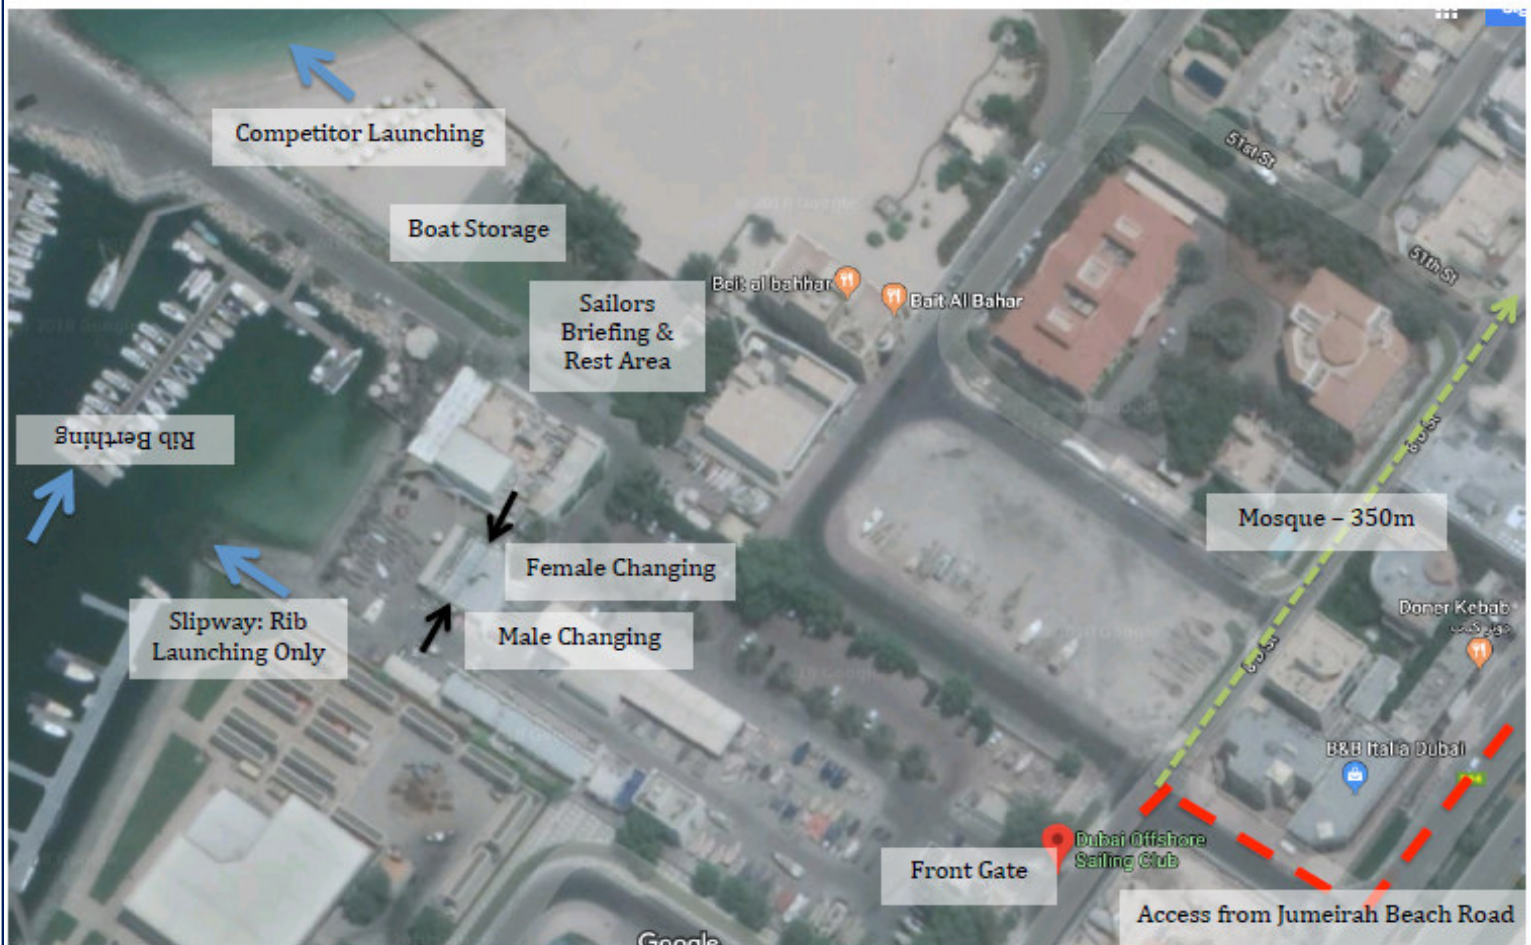 Competitor Launching
51st St
Boat Storage
51th St
Beit al bahhar
Bait Al Bahar
Sailors
Briefing &
Rest Area
Rib Berthing
Mosque – 350m
Female Changing
Doner Kebab
Slipway: Rib
Launching Only
Male Changing
B&B Italia Dubai
Dubai Offshore
Sailing Club
Front Gate
Access from Jumeirah Beach Road
Google